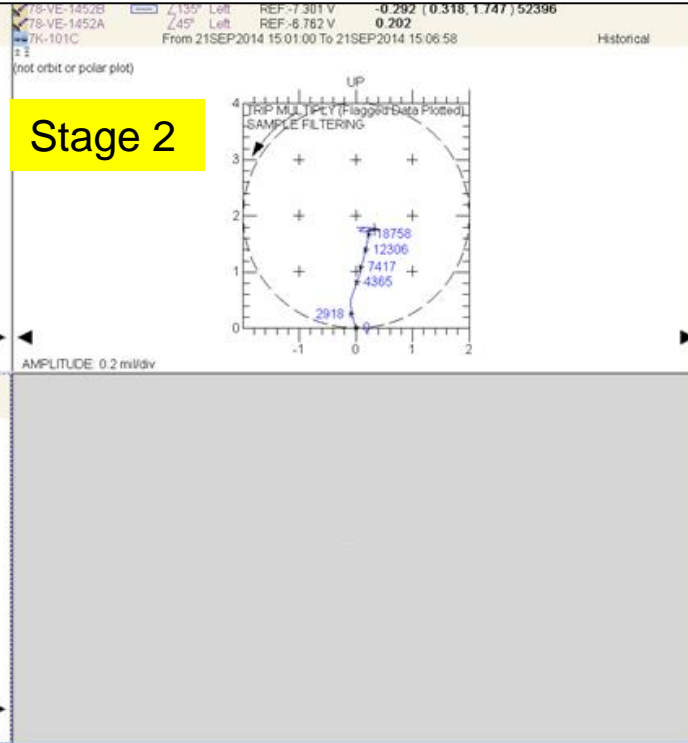 78-VE-1452B ∠135° Left REF:-7.301 V -0.292 ( 0.318, 1.747 ) 52396
78-VE-1452A ∠45° Left REF:-6.762 V 0.202
7K-101C From 21SEP2014 15:01:00 To 21SEP2014 15:06:58 Historical
(not orbit or polar plot)
UP
Stage 2
TRIP MULTIPLY (Flagged Data Plotted)
SAMPLE FILTERING
4
3
2
18758
12306
7417
1
4365
2918
0
0
-1 0 1 2
AMPLITUDE: 0.2 mil/div